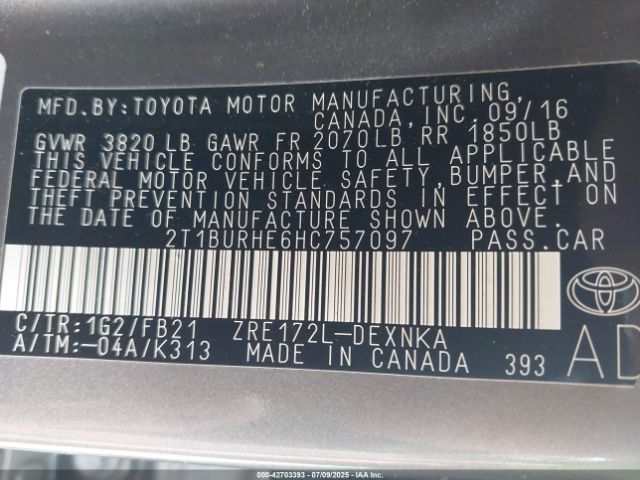 MFD.BY:TOYOTA MOTOR MANUFACTURING,
CANADA, INC. 09/16
GVWR 3820 LB GAWR FR 2070LB RR 1850LB
THIS VEHICLE CONFORMS TO ALL APPLICABLE
FEDERAL MOTOR VEHICLE SAFETY, BUMPER, AND
THEFT PREVENTION STANDARDS IN EFFECT ON
THE DATE OF MANUFACTURE SHOWN ABOVE.
2T1BURHE6HC757097 PASS.CAR
C/TR:1G2/FB21 ZRE172L-DEXNKA
A/TM:-04A/K313 MADE IN CANADA 393
AD
000-42703393 - 07/09/2025 - IAA Inc.